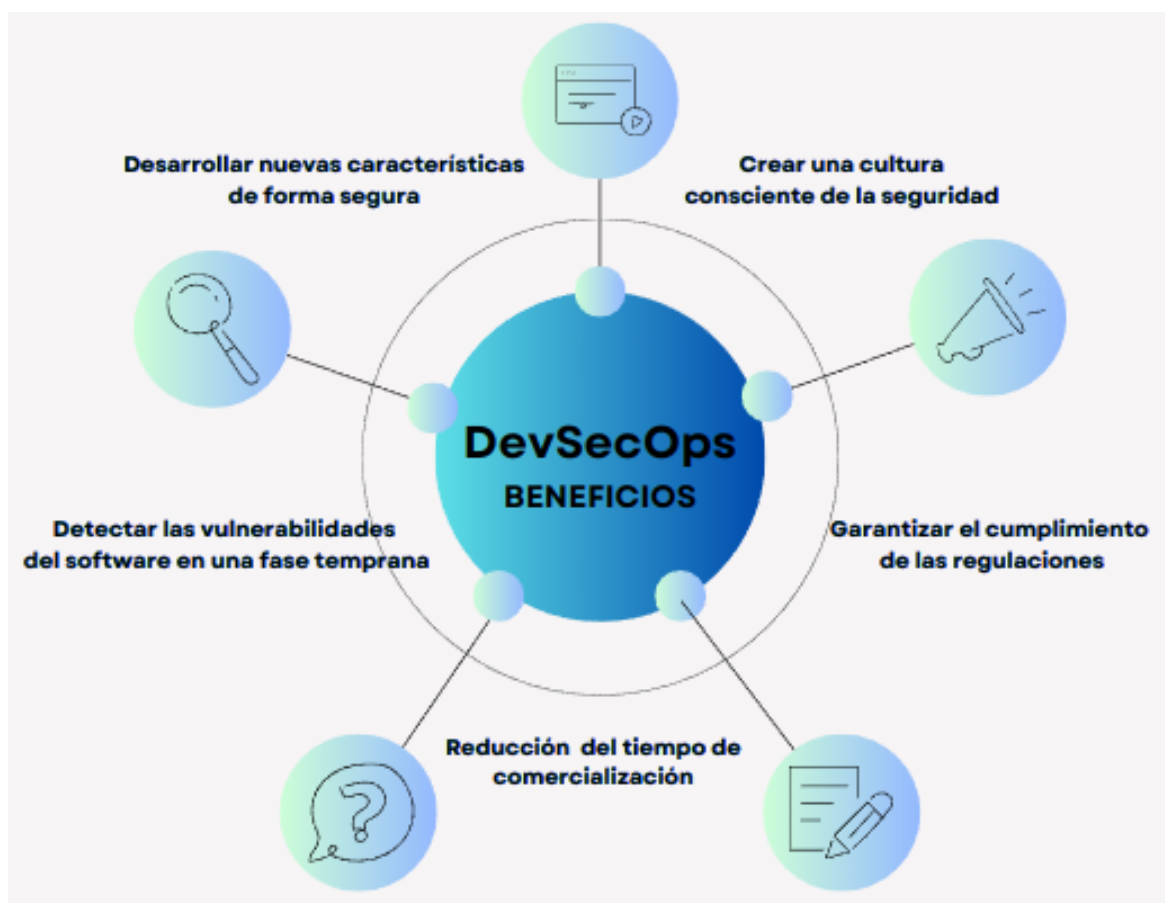 Desarrollar nuevas características
de forma segura
Crear una cultura
consciente de la seguridad
DevSecOps
BENEFICIOS
Detectar las vulnerabilidades
del software en una fase temprana
Garantizar el cumplimiento
de las regulaciones
Reducción del tiempo de
comercialización